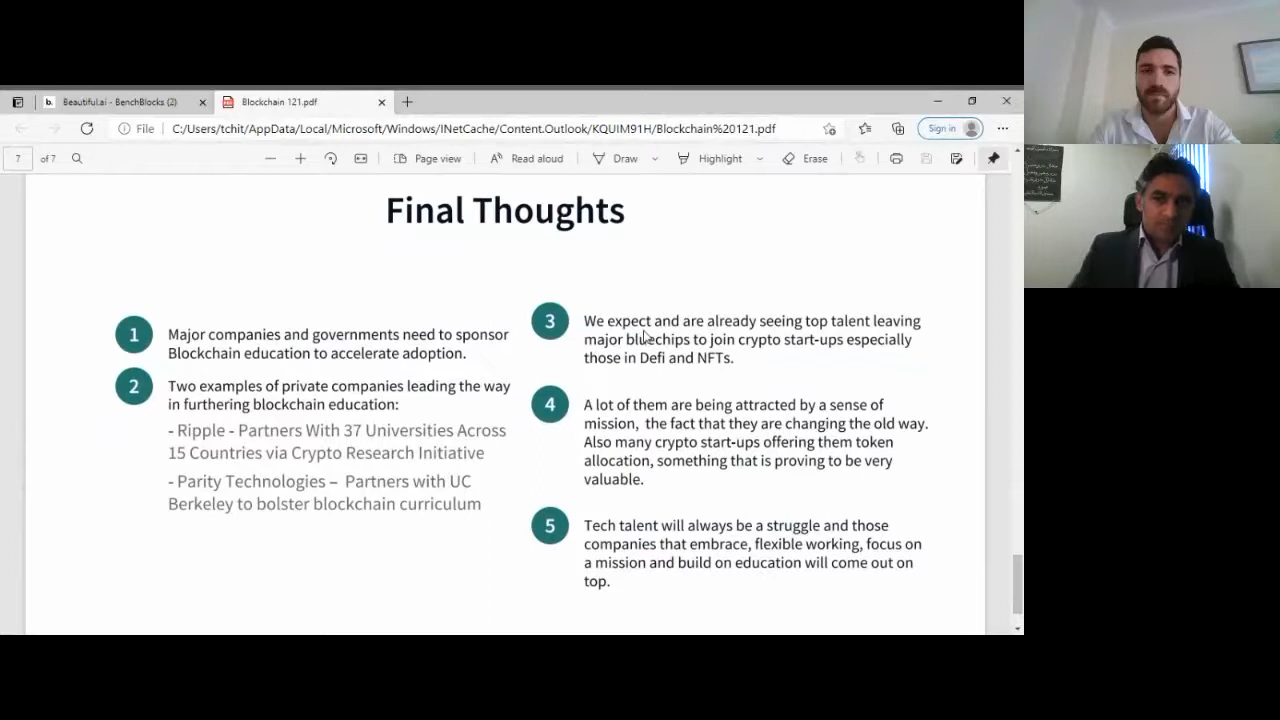 Beautiful.ai - BenchBlocks (2)
Blockchain 121.pdf
File
C:/Users/tchit/AppData/Local/Microsoft/Windows/INetCache/Content.Outlook/KQUIM91H/Blockchain%20121.pdf
Sign in
7 of 7
Page view
Read aloud
Draw
Highlight
Erase
Final Thoughts
1
Major companies and governments need to sponsor
Blockchain education to accelerate adoption.
2
Two examples of private companies leading the way
in furthering blockchain education:
- Ripple - Partners With 37 Universities Across
15 Countries via Crypto Research Initiative
- Parity Technologies – Partners with UC
Berkeley to bolster blockchain curriculum
3
We expect and are already seeing top talent leaving
major bluechips to join crypto start-ups especially
those in Defi and NFTs.
4
A lot of them are being attracted by a sense of
mission, the fact that they are changing the old way.
Also many crypto start-ups offering them token
allocation, something that is proving to be very
valuable.
5
Tech talent will always be a struggle and those
companies that embrace, flexible working, focus on
a mission and build on education will come out on
top.